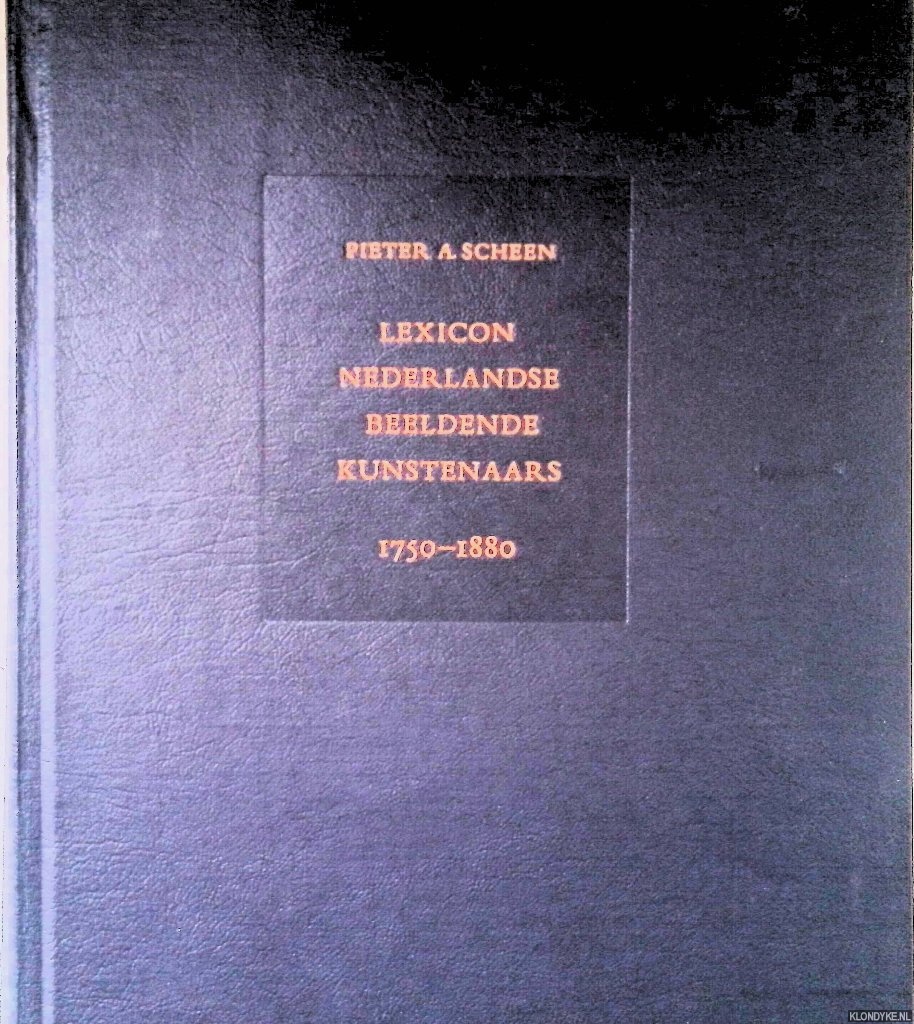 PIETER A. SCHEEN
LEXICON
NEDERLANDSE
BEELDENDE
KUNSTENAARS
1750–1880
KLONDYKE.NL